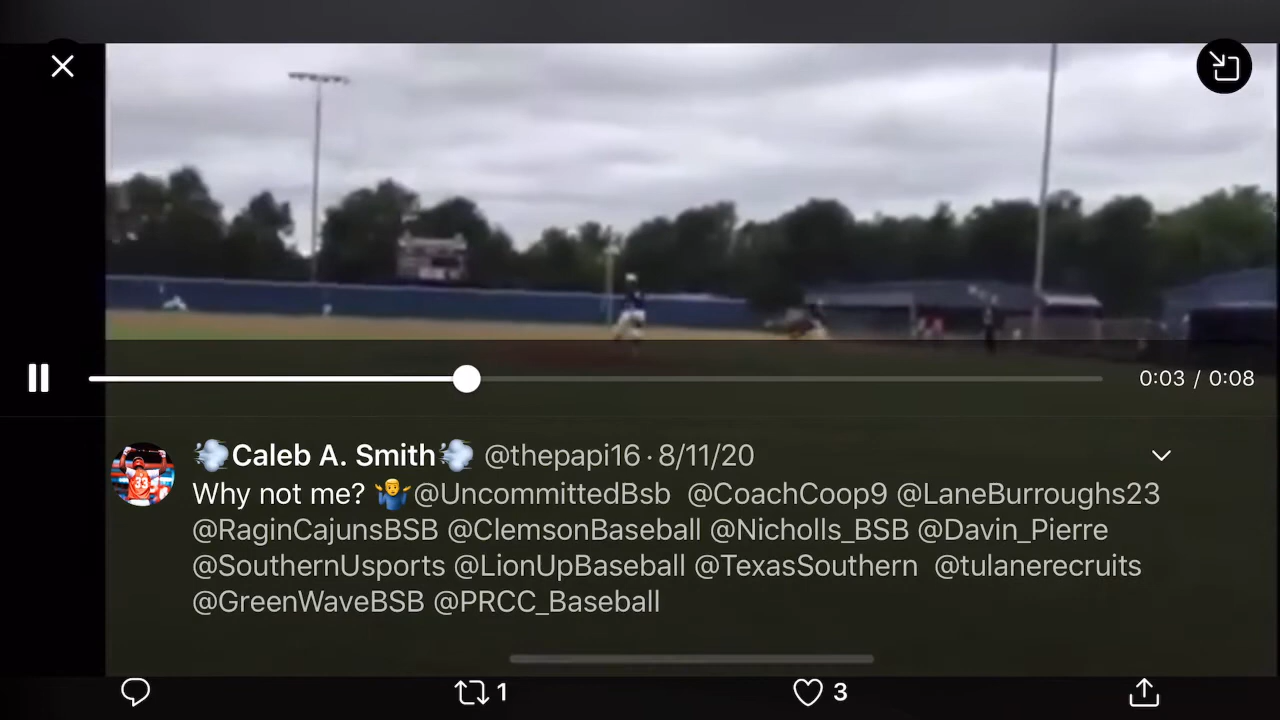 0:03 / 0:08
💨Caleb A. Smith💨 @thepapi16 · 8/11/20
Why not me? 🤷‍♂️@UncommittedBsb @CoachCoop9 @LaneBurroughs23
@RaginCajunsBSB @ClemsonBaseball @Nicholls_BSB @Davin_Pierre
@SouthernUsports @LionUpBaseball @TexasSouthern @tulanerecruits
@GreenWaveBSB @PRCC_Baseball
33
1
3